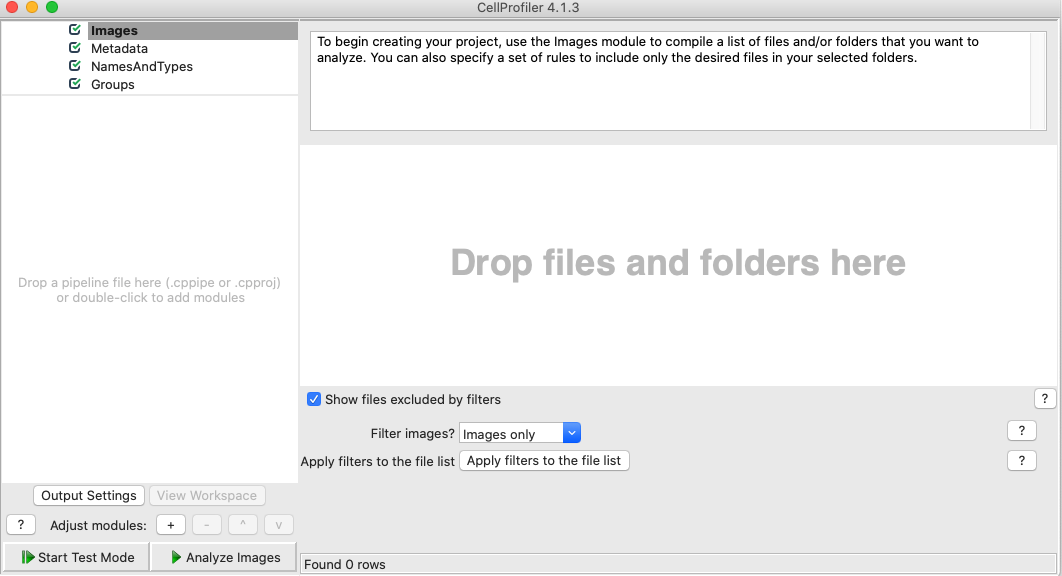 CellProfiler 4.1.3
Images
Metadata
NamesAndTypes
Groups
Drop a pipeline file here (.cppipe or .cpproj)
or double-click to add modules
Output Settings
View Workspace
?
Adjust modules:
+
-
^
v
Start Test Mode
Analyze Images
To begin creating your project, use the Images module to compile a list of files and/or folders that you want to
analyze. You can also specify a set of rules to include only the desired files in your selected folders.
Drop files and folders here
Show files excluded by filters
?
Filter images?
Images only
?
Apply filters to the file list
Apply filters to the file list
?
Found 0 rows